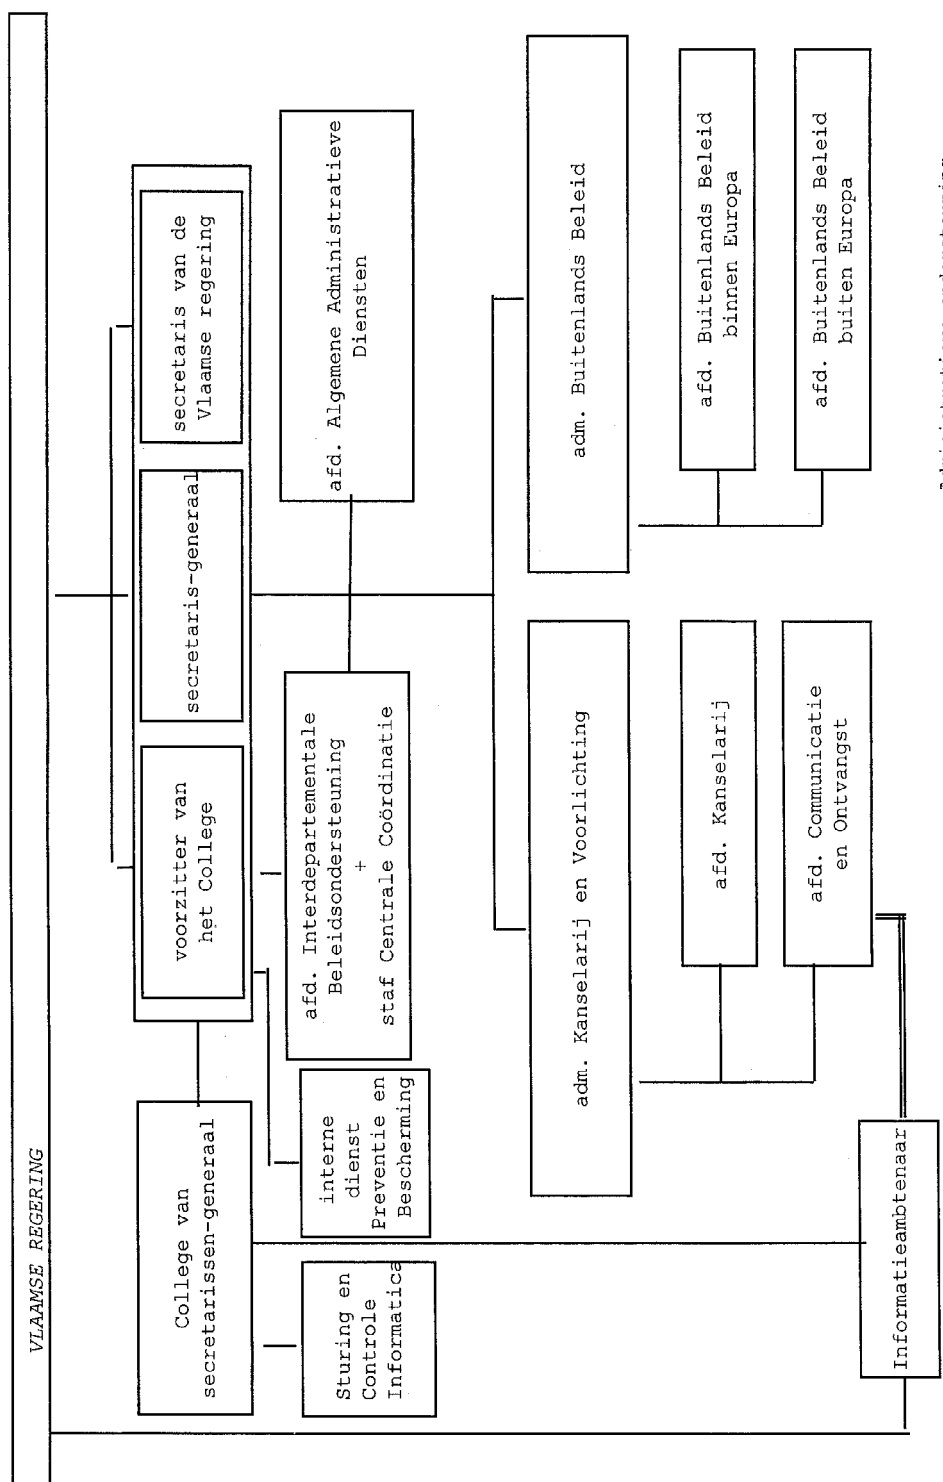 VLAAMSE REGERING
College van
secretarissen-generaal
voorzitter van
het College
secretaris-generaal
secretaris van de
Vlaamse regering
Sturing en
Controle
Informatica
interne
dienst
Preventie en
Bescherming
afd. Interdepartementale
Beleidsondersteuning
+
staf Centrale Coördinatie
afd. Algemene Administratieve
Diensten
adm. Kanselarij en Voorlichting
adm. Buitenlands Beleid
afd. Kanselarij
afd. Buitenlands Beleid
binnen Europa
afd. Communicatie
en Ontvangst
afd. Buitenlands Beleid
buiten Europa
Informatieambtenaar